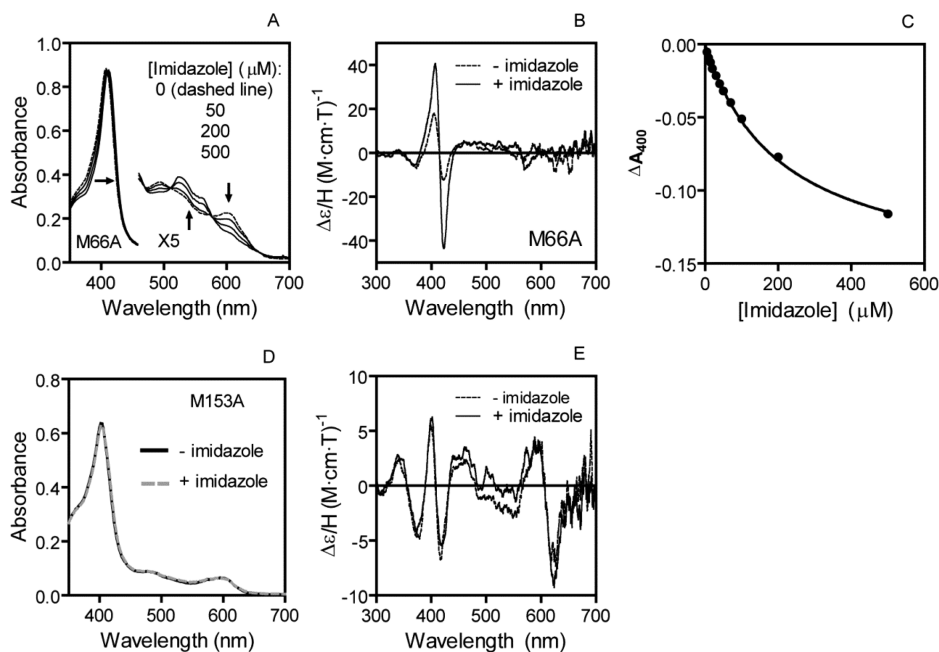 A
1.0
0.8
0.6
0.4
0.2
0.0
Absorbance
[Imidazole] (μM):
0 (dashed line)
50
200
500
M66A
X5
400
500
600
700
Wavelength (nm)
B
40
20
0
-20
-40
Δε/H (M·cm·T)⁻¹
- imidazole
+ imidazole
M66A
300
400
500
600
700
Wavelength (nm)
C
0.00
-0.05
-0.10
-0.15
ΔA₄₀₀
0
200
400
600
[Imidazole] (μM)
D
0.8
0.6
0.4
0.2
0.0
Absorbance
M153A
- imidazole
+ imidazole
400
500
600
700
Wavelength (nm)
E
10
5
0
-5
-10
Δε/H (M·cm·T)⁻¹
- imidazole
+ imidazole
300
400
500
600
700
Wavelength (nm)